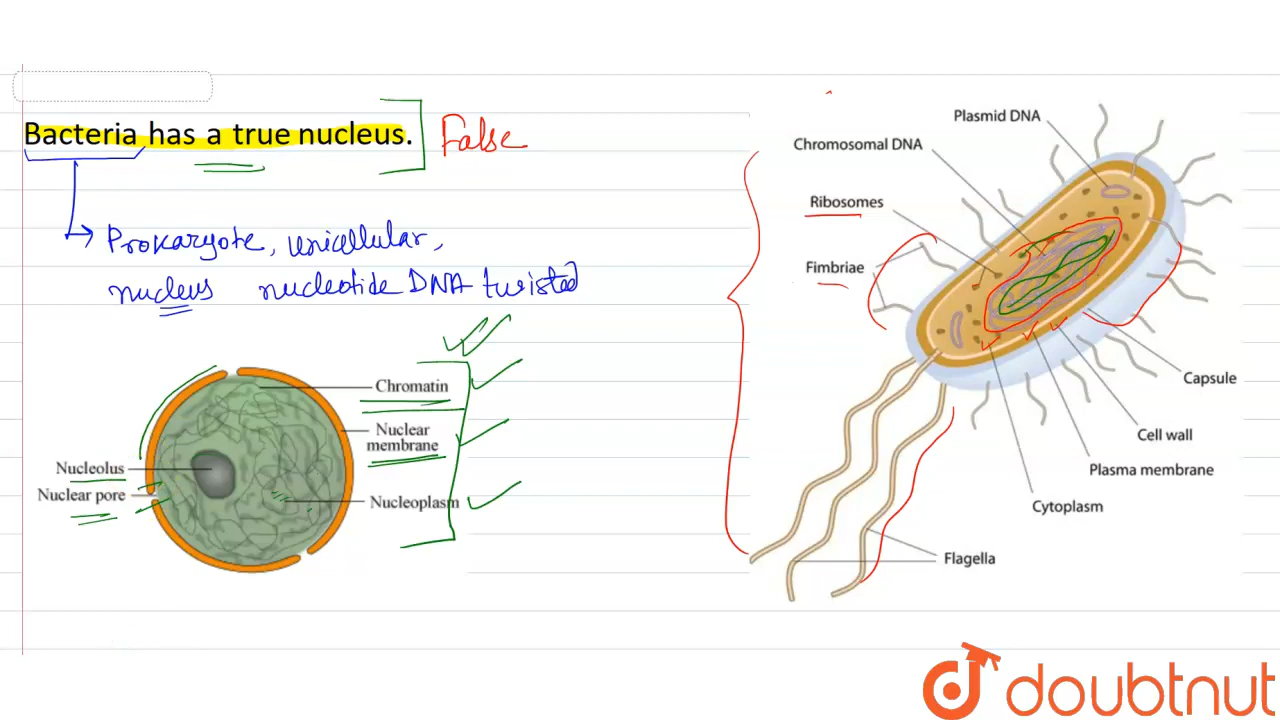 Bacteria has a true nucleus.
False
Prokaryote, unicellular,
nucleus nucleotide DNA twisted
Chromatin
Nuclear
membrane
Nucleolus
Nuclear pore
Nucleoplasm
Plasmid DNA
Chromosomal DNA
Ribosomes
Fimbriae
Capsule
Cell wall
Plasma membrane
Cytoplasm
Flagella
doubtnut